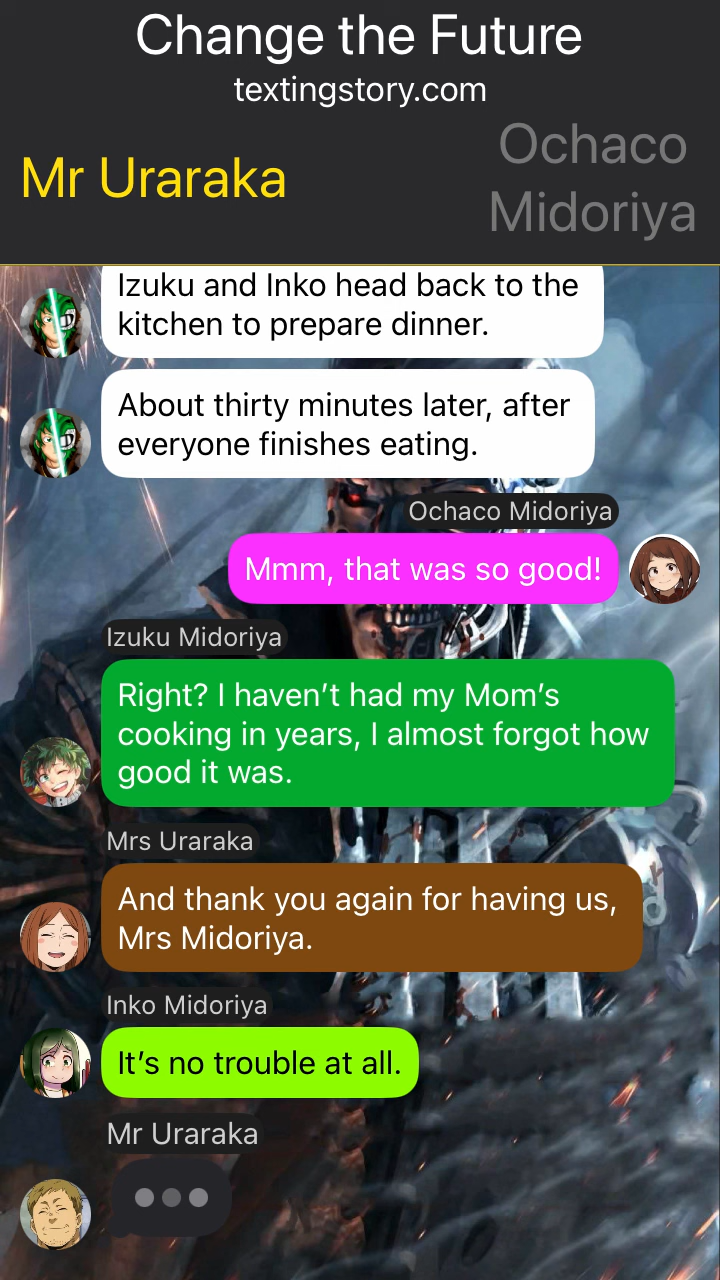 Change the Future
textingstory.com
Mr Uraraka
Ochaco
Midoriya
Izuku and Inko head back to the
kitchen to prepare dinner.
About thirty minutes later, after
everyone finishes eating.
Ochaco Midoriya
Mmm, that was so good!
Izuku Midoriya
Right? I haven’t had my Mom’s
cooking in years, I almost forgot how
good it was.
Mrs Uraraka
And thank you again for having us,
Mrs Midoriya.
Inko Midoriya
It’s no trouble at all.
Mr Uraraka